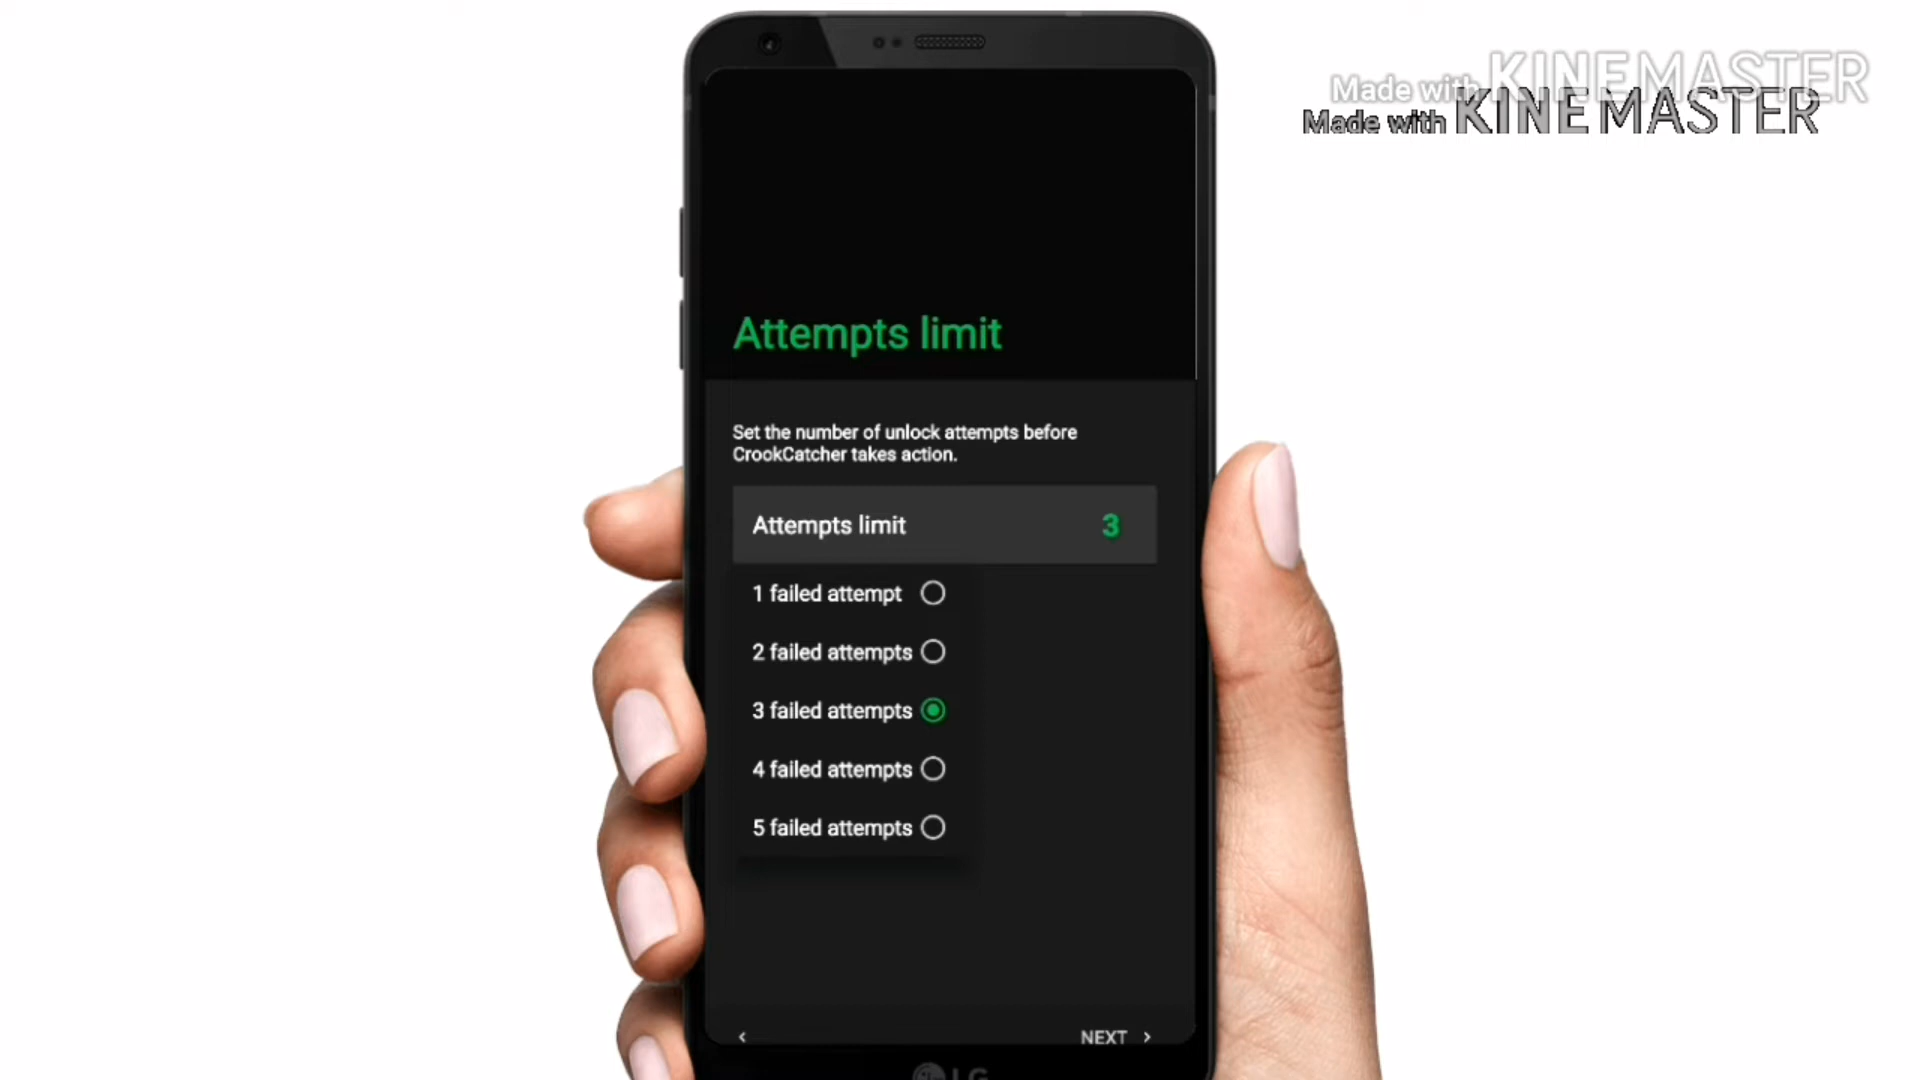 Made with KINEMASTER
Made with KINEMASTER
Attempts limit
Set the number of unlock attempts before
CrookCatcher takes action.
Attempts limit 3
1 failed attempt
2 failed attempts
3 failed attempts
4 failed attempts
5 failed attempts
< NEXT >
LG